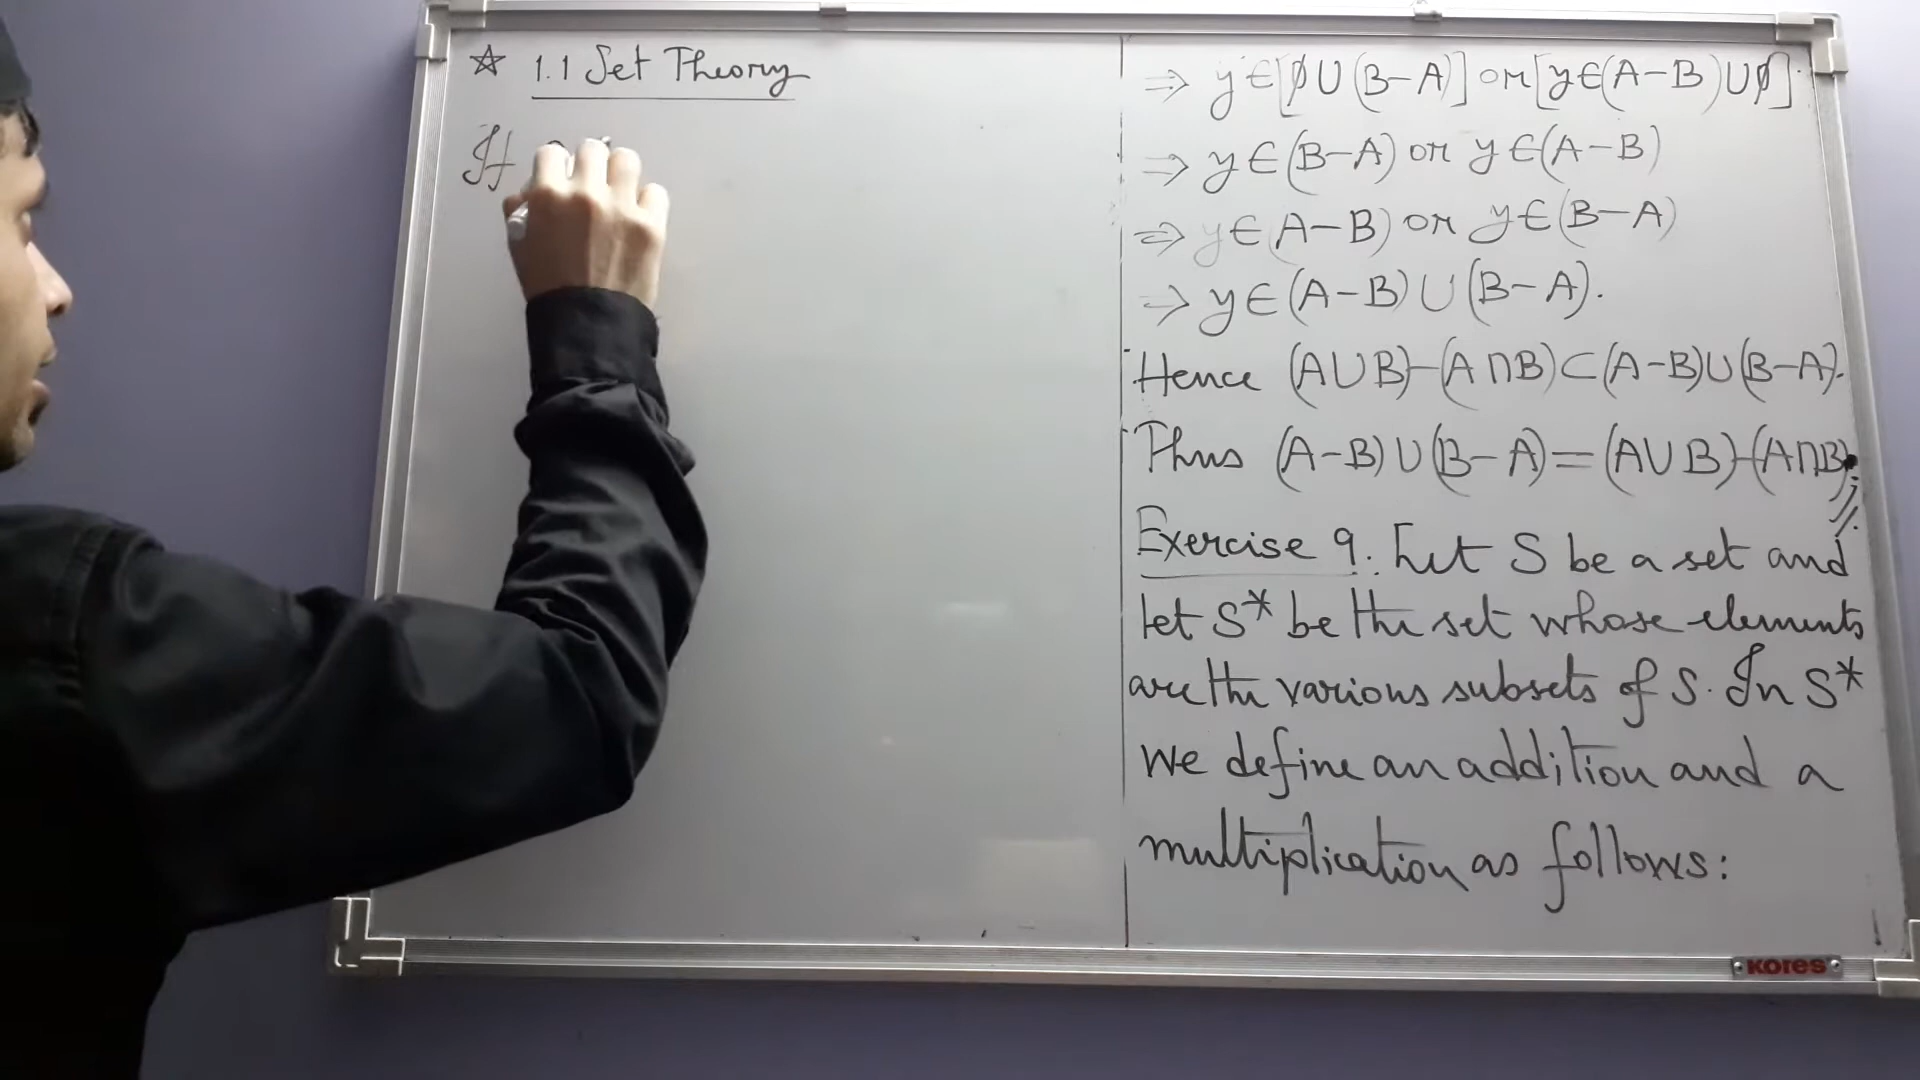 ☆ 1.1 Set Theory
If
⇒ y∈[∅∪(B-A)] or [y∈(A-B)∪∅].
⇒ y∈(B-A) or y∈(A-B)
⇒ y∈A-B) or y∈(B-A)
⇒ y∈(A-B)∪(B-A).
Hence (A∪B)-(A∩B)⊂(A-B)∪(B-A).
Thus (A-B)∪(B-A)=(A∪B)-(A∩B).
Exercise 9. Let S be a set and
let S* be the set whose elements
are the various subsets of S. In S*
we define an addition and a
multiplication as follows:
KORES